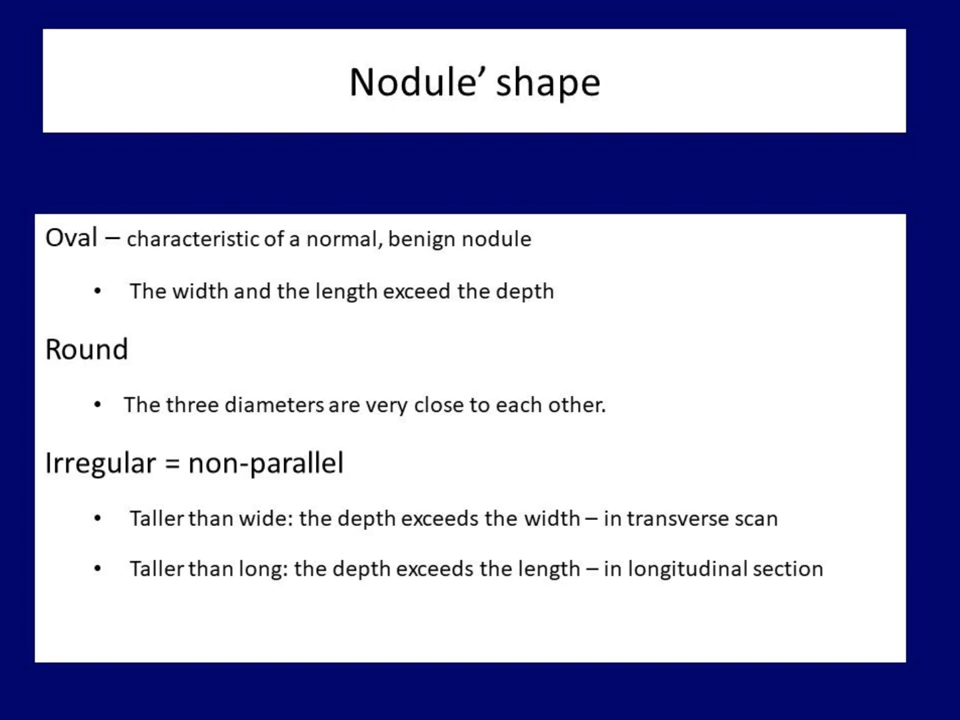 Nodule’ shape
Oval – characteristic of a normal, benign nodule
• The width and the length exceed the depth
Round
• The three diameters are very close to each other.
Irregular = non-parallel
• Taller than wide: the depth exceeds the width – in transverse scan
• Taller than long: the depth exceeds the length – in longitudinal section